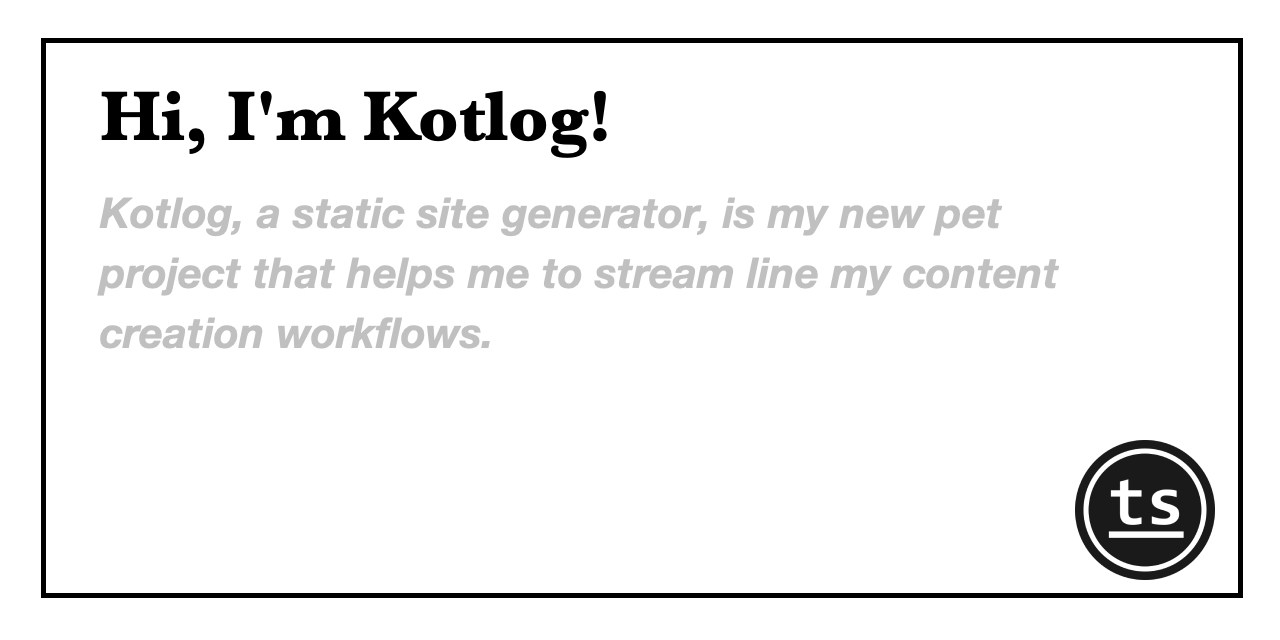 Hi, I'm Kotlog!
Kotlog, a static site generator, is my new pet
project that helps me to stream line my content
creation workflows.
ts